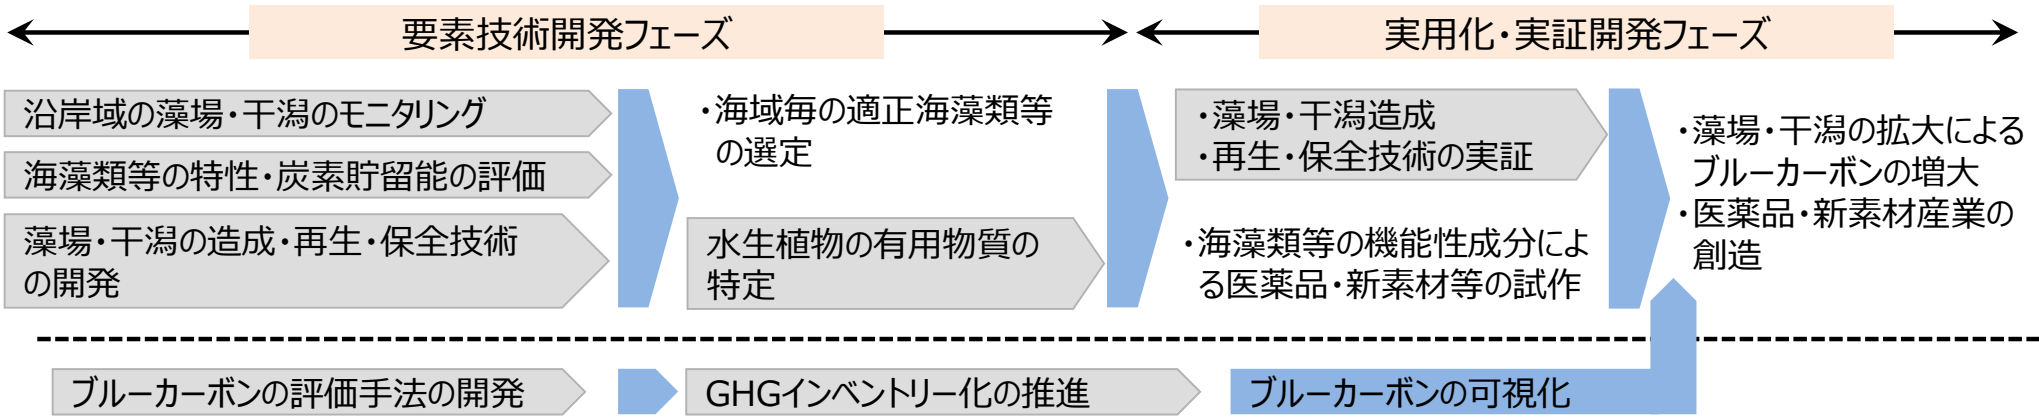 要素技術開発フェーズ
実用化・実証開発フェーズ
沿岸域の藻場・干潟のモニタリング
海藻類等の特性・炭素貯留能の評価
藻場・干潟の造成・再生・保全技術
の開発
・海域毎の適正海藻類等
の選定
水生植物の有用物質の
特定
・藻場・干潟造成
・再生・保全技術の実証
・海藻類等の機能性成分によ
る医薬品・新素材等の試作
・藻場・干潟の拡大による
ブルーカーボンの増大
・医薬品・新素材産業の
創造
ブルーカーボンの評価手法の開発
GHGインベントリー化の推進
ブルーカーボンの可視化